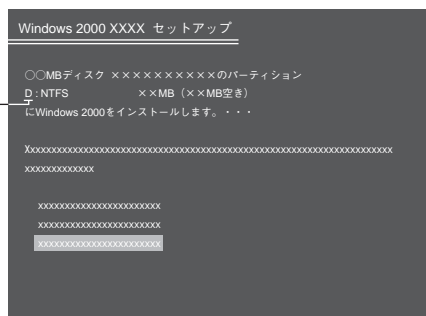 Windows 2000 XXXX セットアップ
○○MBディスク ××××××××××のパーティション
D : NTFS ××MB（××MB空き）
にWindows 2000をインストールします。・・・
Xxxxxxxxxxxxxxxxxxxxxxxxxxxxxxxxxxxxxxxxxxxxxxxxxxxxxxxxxxxxxxxxxxxx
xxxxxxxxxxxxx
xxxxxxxxxxxxxxxxxxxxxxx
xxxxxxxxxxxxxxxxxxxxxxx
xxxxxxxxxxxxxxxxxxxxxxx